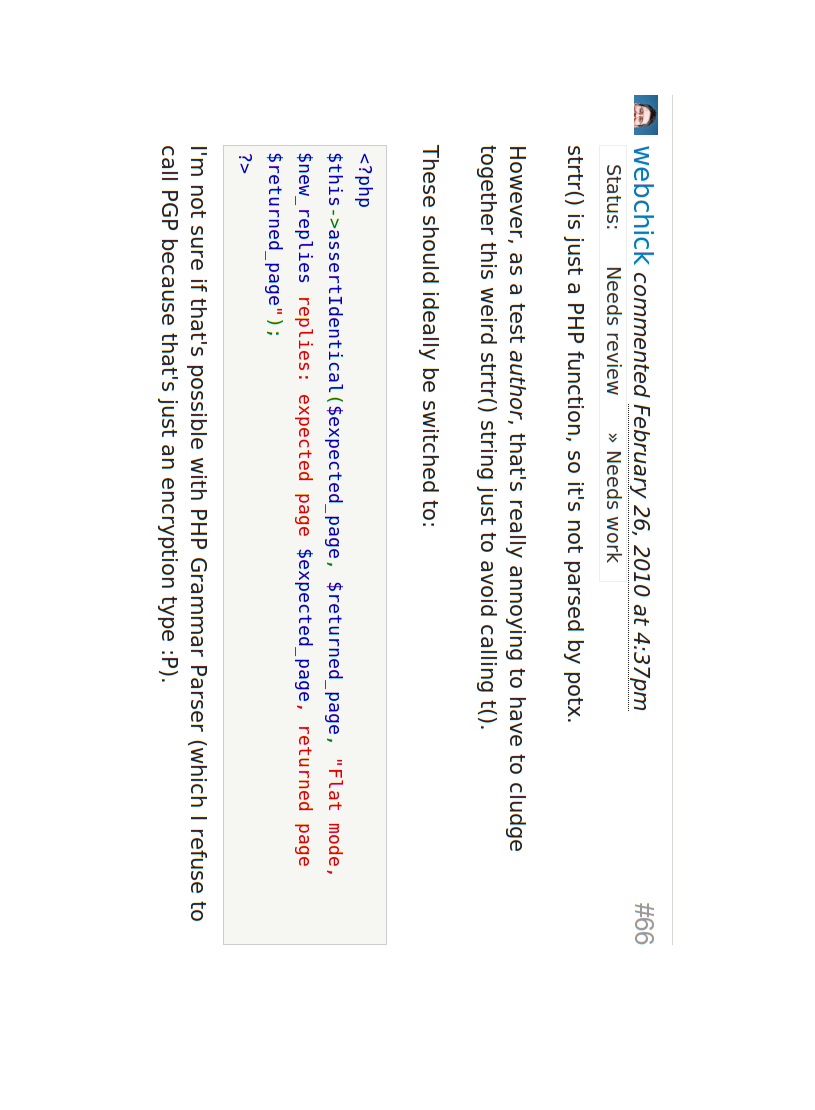 webchick commented February 26, 2010 at 4:37pm #66
Status: Needs review » Needs work
strtr() is just a PHP function, so it's not parsed by potx.
However, as a test author, that's really annoying to have to cludge
together this weird strtr() string just to avoid calling t().
These should ideally be switched to:
<?php
$this->assertIdentical($expected_page, $returned_page, "Flat mode,
$new_replies replies: expected page $expected_page, returned page
$returned_page");
?>
I'm not sure if that's possible with PHP Grammar Parser (which I refuse to
call PGP because that's just an encryption type :P).